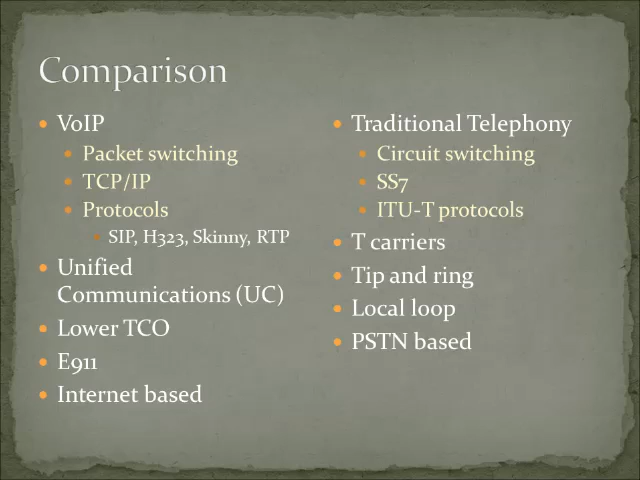 Comparison
VoIP
Packet switching
TCP/IP
Protocols
SIP, H323, Skinny, RTP
Unified
Communications (UC)
Lower TCO
E911
Internet based
Traditional Telephony
Circuit switching
SS7
ITU-T protocols
T carriers
Tip and ring
Local loop
PSTN based